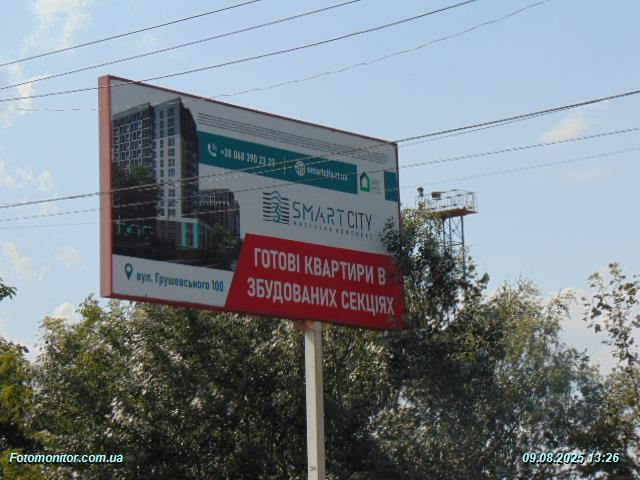 +38 068 390 23 23
smartcity.rv.ua
SMART CITY
ЖИТЛОВИЙ КОМПЛЕКС
ГОТОВІ КВАРТИРИ В
ЗБУДОВАНИХ СЕКЦІЯХ
вул. Грушевського 100
Fotomonitor.com.ua
09.08.2025 13:26